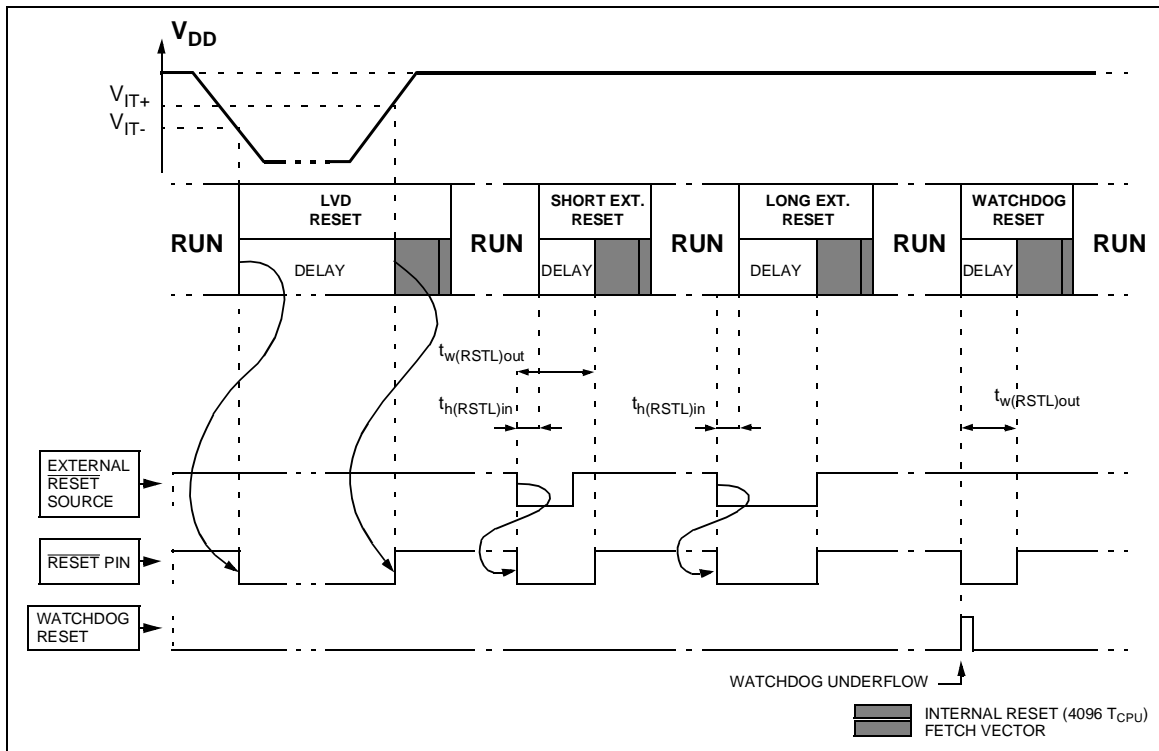 VDD
VIT+
VIT-
LVD
RESET
SHORT EXT.
RESET
LONG EXT.
RESET
WATCHDOG
RESET
RUN
RUN
RUN
RUN
RUN
DELAY
DELAY
DELAY
DELAY
tw(RSTL)out
th(RSTL)in
th(RSTL)in
tw(RSTL)out
EXTERNAL
RESET
SOURCE
RESET PIN
WATCHDOG
RESET
WATCHDOG UNDERFLOW
INTERNAL RESET (4096 TCPU)
FETCH VECTOR